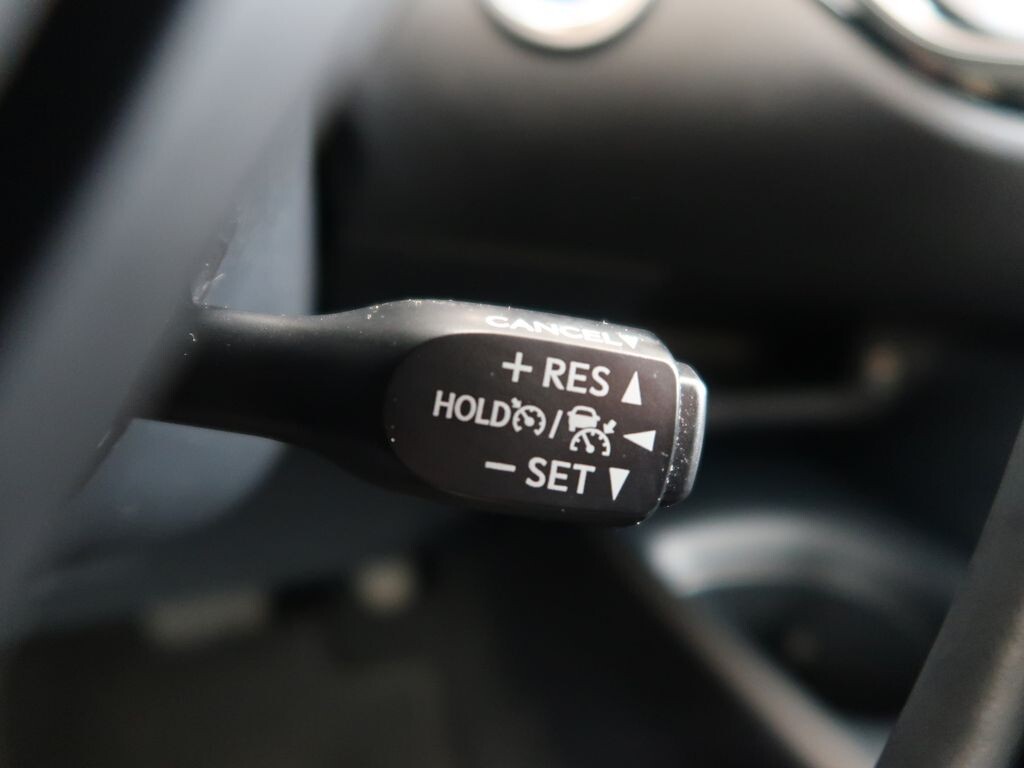 CANCEL▼
+ RES ▲
HOLD / ◀
− SET ▼